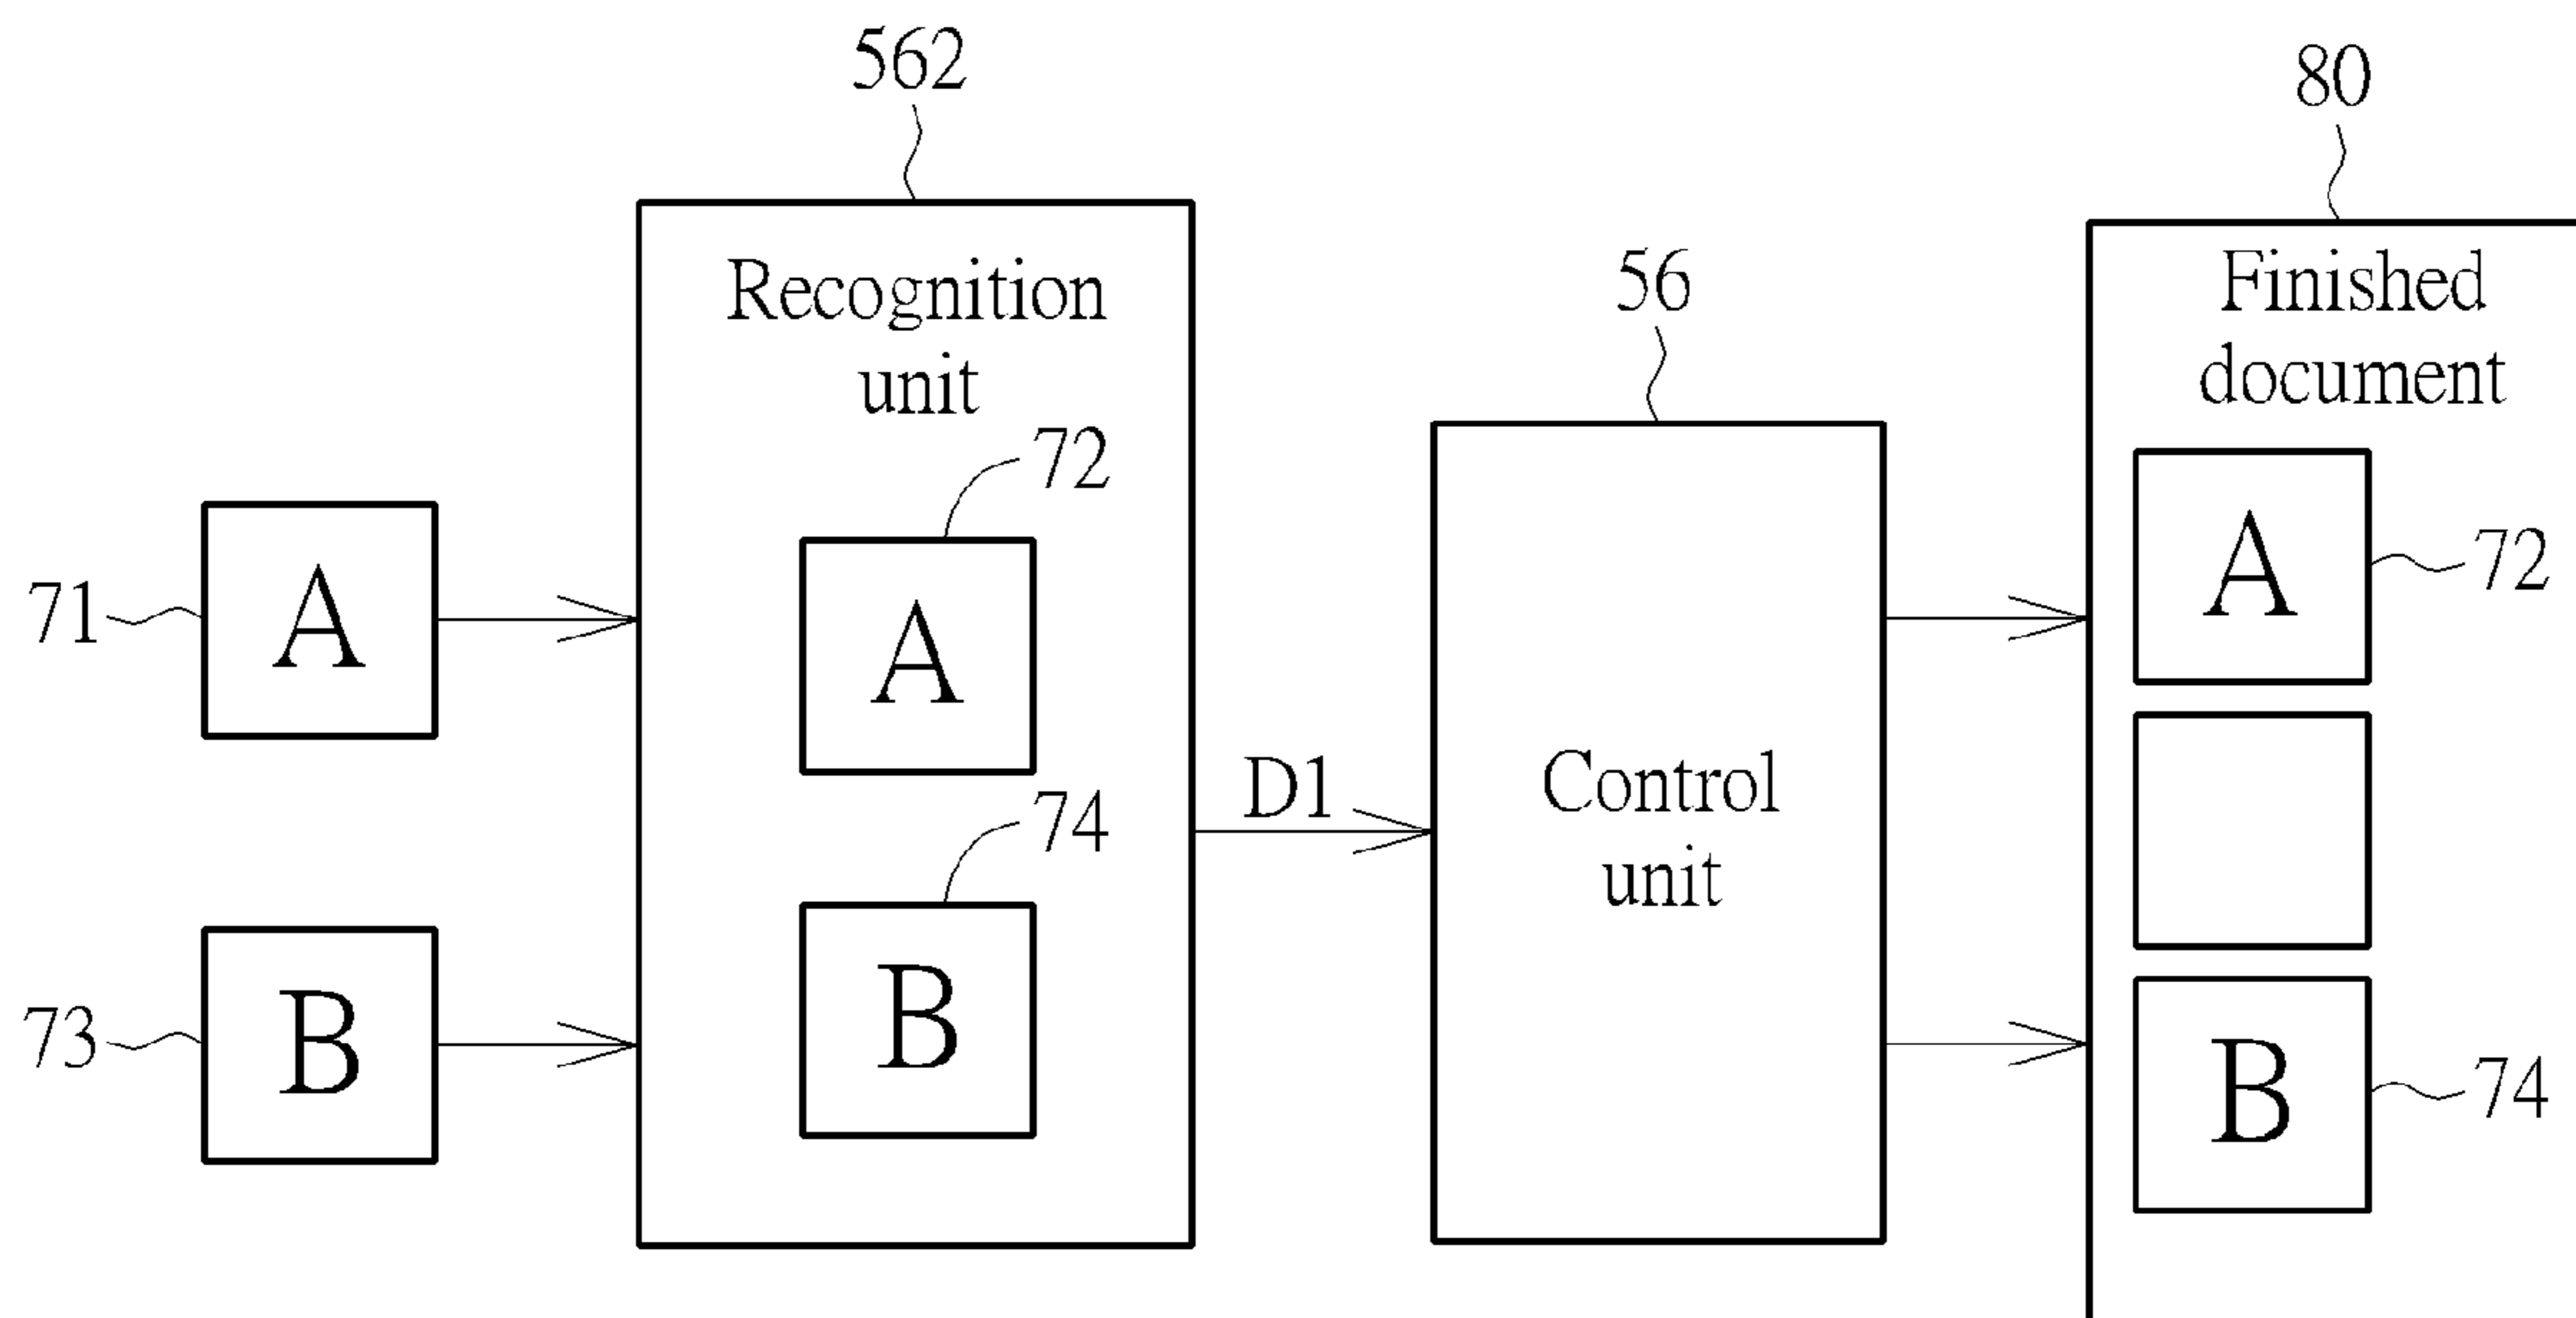 562
80
56
Recognition
unit
Finished
document
72
A
A
72
71
A
D1
Control
unit
74
73
B
B
B
74